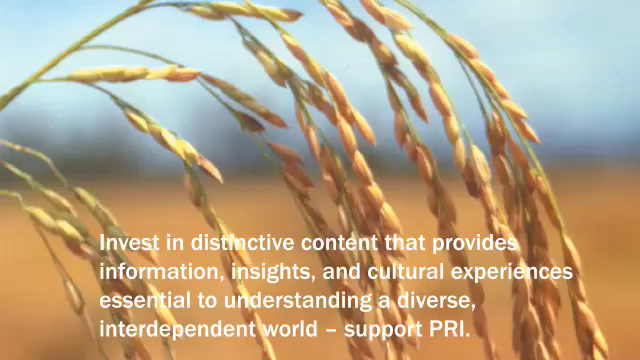 Invest in distinctive content that provides
information, insights, and cultural experiences
essential to understanding a diverse,
interdependent world – support PRI.